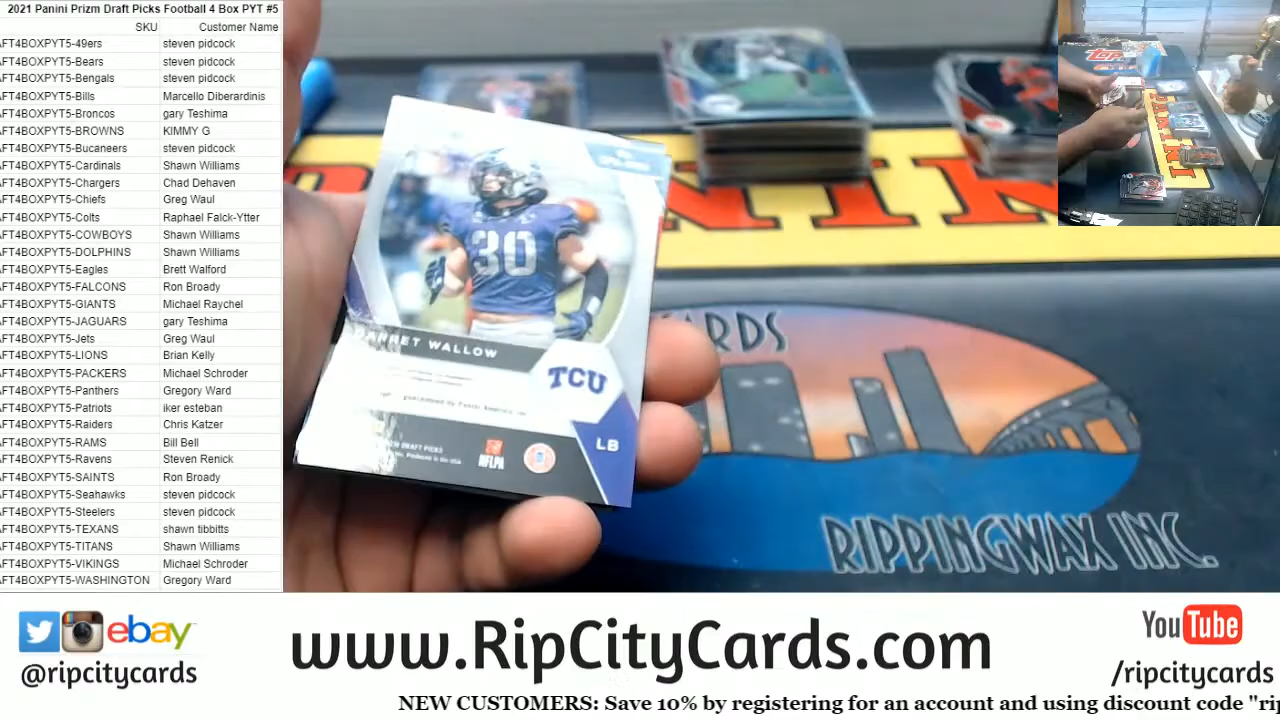 2021 Panini Prizm Draft Picks Football 4 Box PYT #5
SKU Customer Name
AFT4BOXPYT5-49ers steven pidcock
AFT4BOXPYT5-Bears steven pidcock
AFT4BOXPYT5-Bengals steven pidcock
AFT4BOXPYT5-Bills Marcello Diberardinis
AFT4BOXPYT5-Broncos gary Teshima
AFT4BOXPYT5-BROWNS KIMMY G
AFT4BOXPYT5-Bucaneers steven pidcock
AFT4BOXPYT5-Cardinals Shawn Williams
AFT4BOXPYT5-Chargers Chad Dehaven
AFT4BOXPYT5-Chiefs Greg Waul
AFT4BOXPYT5-Colts Raphael Falck-Ytter
AFT4BOXPYT5-COWBOYS Shawn Williams
AFT4BOXPYT5-DOLPHINS Shawn Williams
AFT4BOXPYT5-Eagles Brett Walford
AFT4BOXPYT5-FALCONS Ron Broady
AFT4BOXPYT5-GIANTS Michael Raychel
AFT4BOXPYT5-JAGUARS gary Teshima
AFT4BOXPYT5-Jets Greg Waul
AFT4BOXPYT5-LIONS Brian Kelly
AFT4BOXPYT5-PACKERS Michael Schroder
AFT4BOXPYT5-Panthers Gregory Ward
AFT4BOXPYT5-Patriots iker esteban
AFT4BOXPYT5-Raiders Chris Katzer
AFT4BOXPYT5-RAMS Bill Bell
AFT4BOXPYT5-Ravens Steven Renick
AFT4BOXPYT5-SAINTS Ron Broady
AFT4BOXPYT5-Seahawks steven pidcock
AFT4BOXPYT5-Steelers steven pidcock
AFT4BOXPYT5-TEXANS shawn tibbitts
AFT4BOXPYT5-TITANS Shawn Williams
AFT4BOXPYT5-VIKINGS Michael Schroder
AFT4BOXPYT5-WASHINGTON Gregory Ward
30
WALLOW
TCU
LB
DRAFT PICKS
NFLPA
PANINI
CARDS
RIPPINGWAX INC.
ebay
@ripcitycards
www.RipCityCards.com
YouTube
/ripcitycards
NEW CUSTOMERS: Save 10% by registering for an account and using discount code "rip